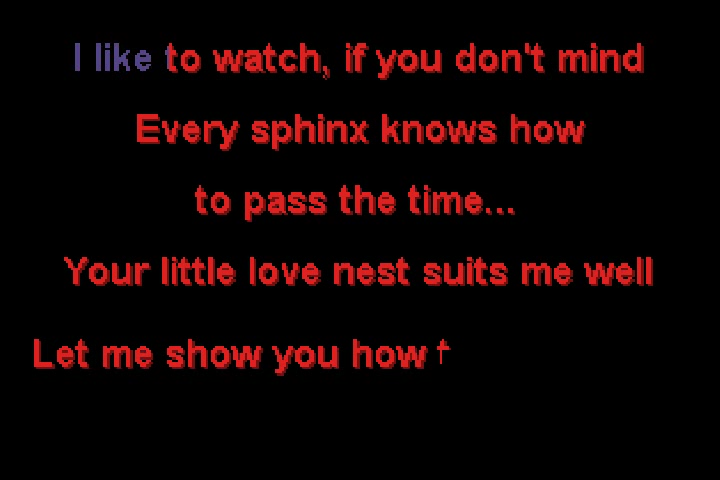 I like to watch, if you don't mind
Every sphinx knows how
to pass the time...
Your little love nest suits me well
Let me show you how